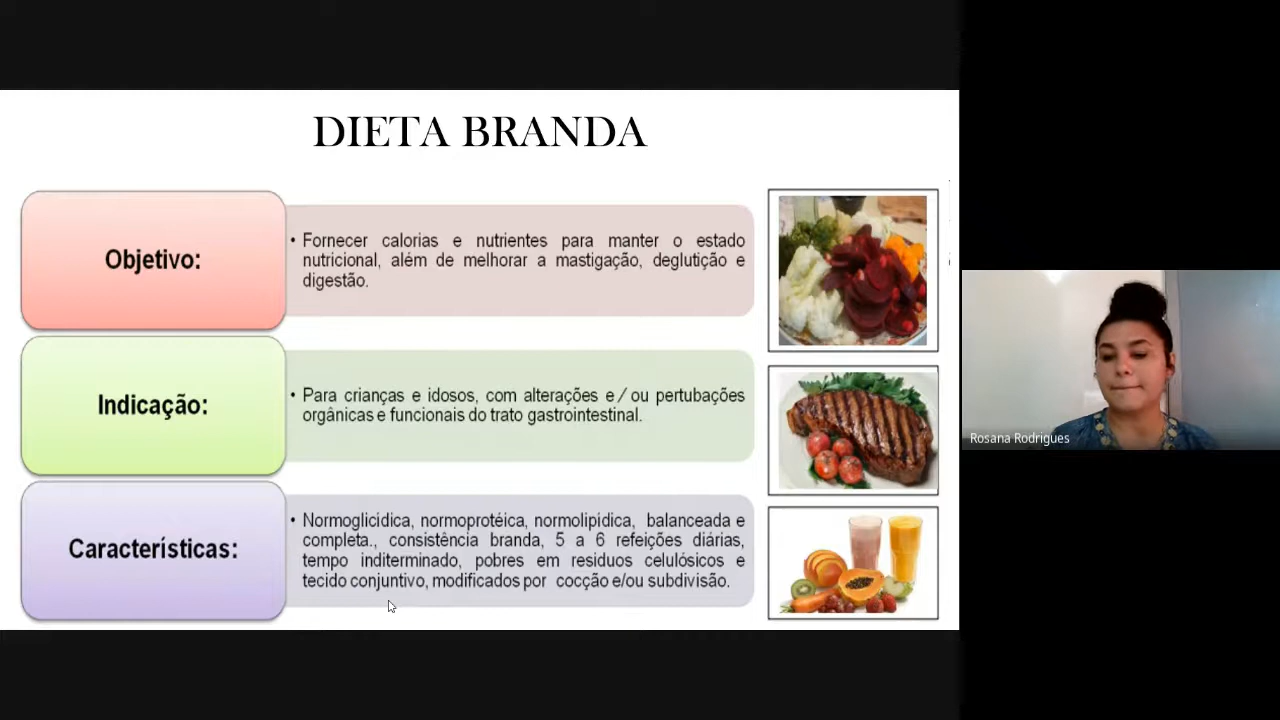 DIETA BRANDA
Objetivo:
• Fornecer calorias e nutrientes para manter o estado
nutricional, além de melhorar a mastigação, deglutição e
digestão.
Indicação:
• Para crianças e idosos, com alterações e/ ou pertubações
orgânicas e funcionais do trato gastrointestinal.
Características:
• Normoglicídica, normoprotéica, normolipídica, balanceada e
completa., consistência branda, 5 a 6 refeições diárias,
tempo inditerminado, pobres em residuos celulósicos e
tecido conjuntivo, modificados por cocção e/ou subdivisão.
Rosana Rodrigues